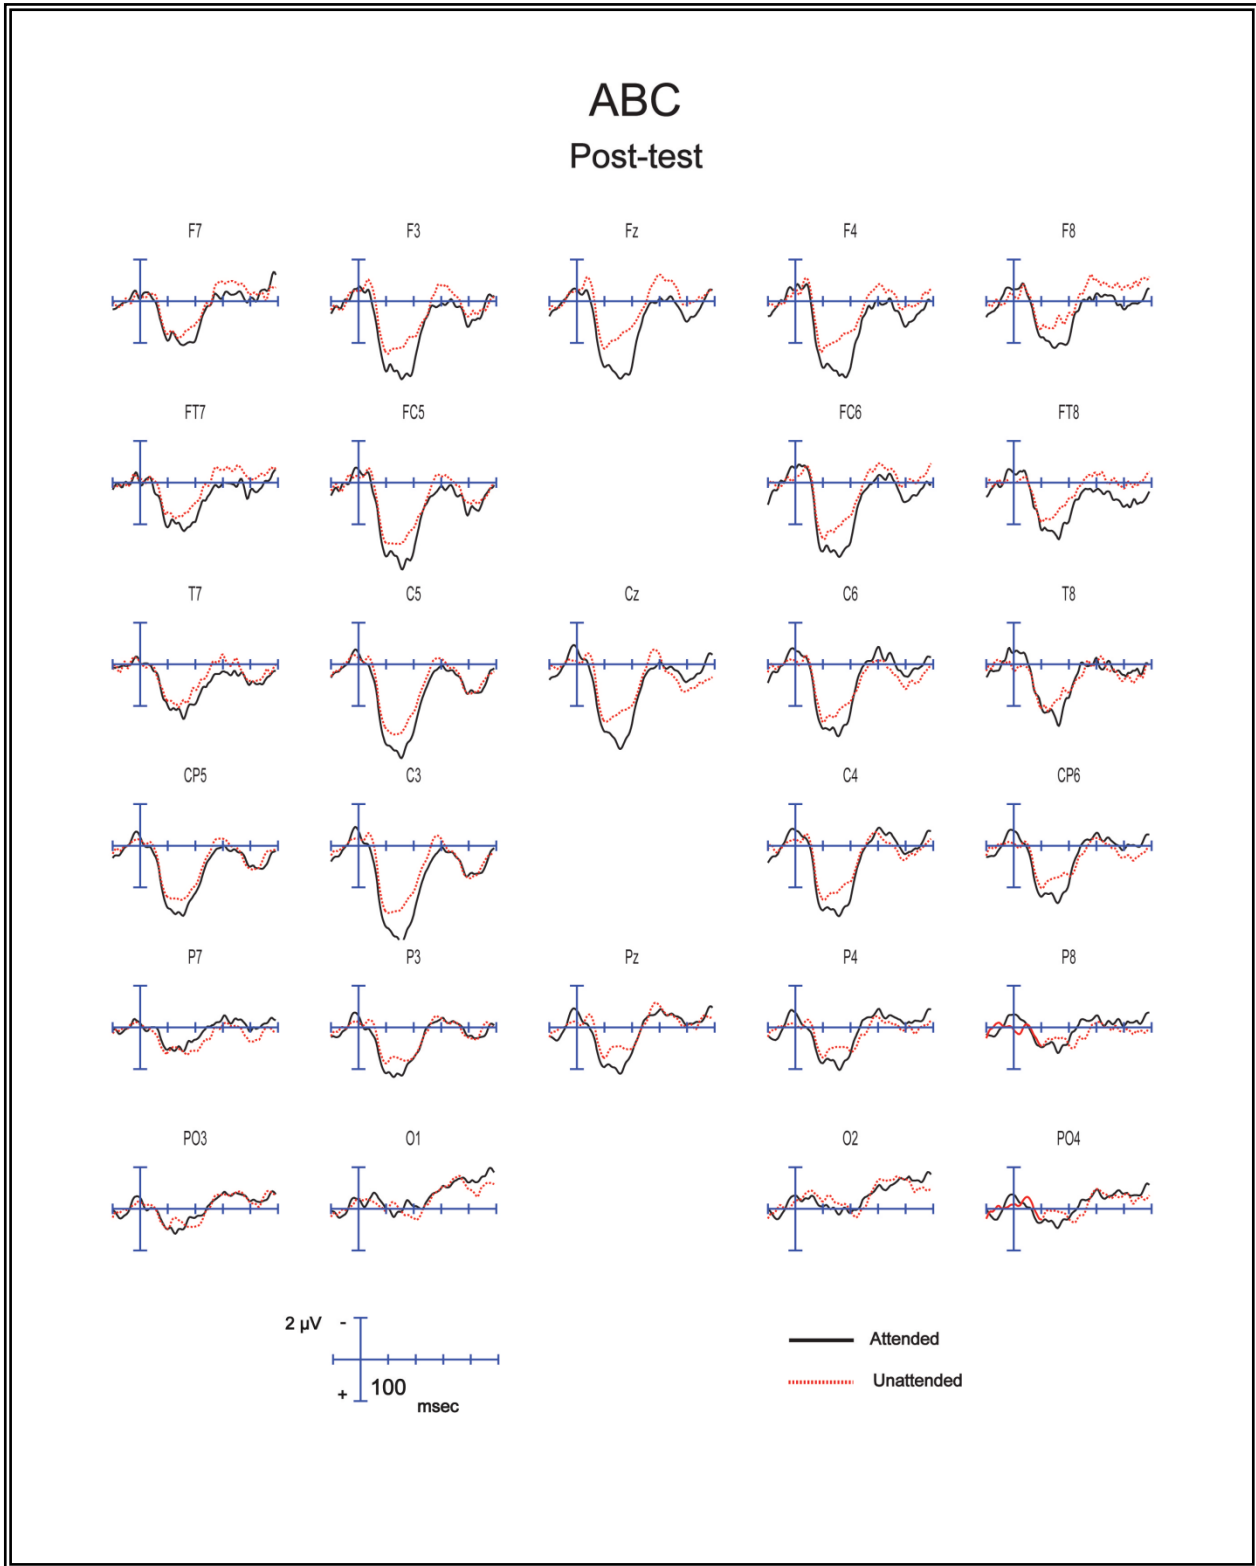 ABC
Post-test
F7 F3 Fz F4 F8
FT7 FC5 FC6 FT8
T7 C5 Cz C6 T8
CP5 C3 C4 CP6
P7 P3 Pz P4 P8
PO3 O1 O2 PO4
2 µV -
+ 100
msec
Attended
Unattended